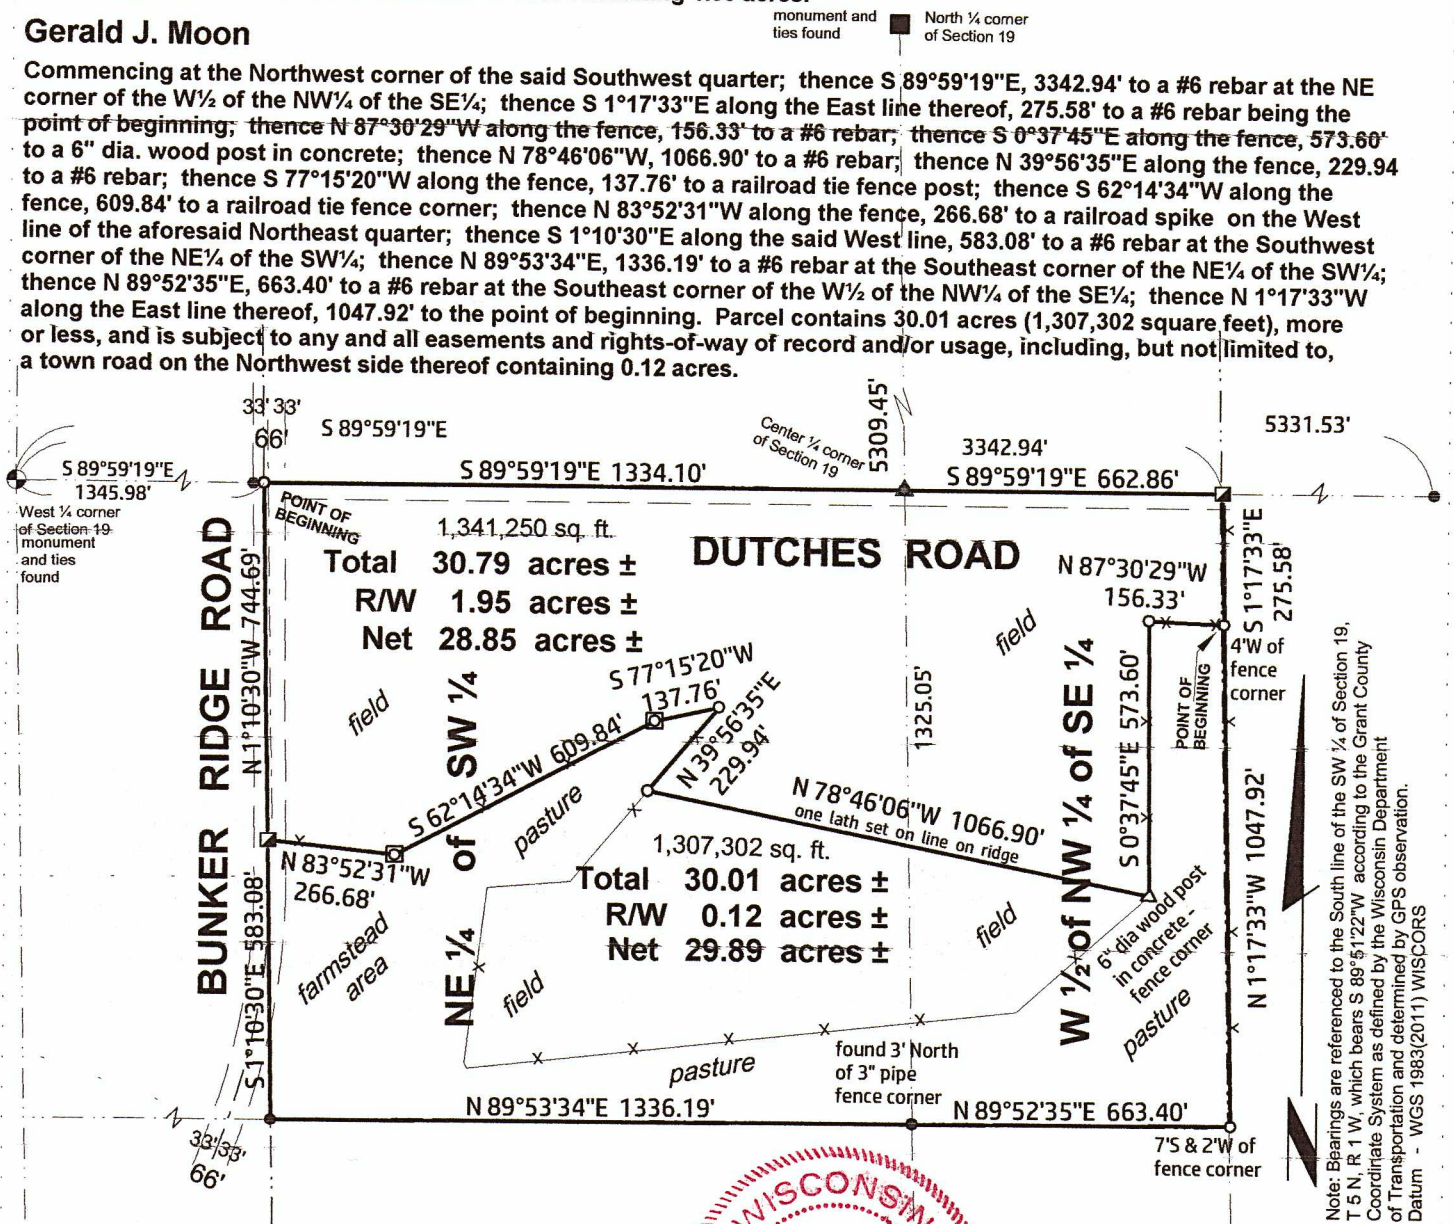 Gerald J. Moon
monument and
ties found
North ¼ corner
of Section 19
Commencing at the Northwest corner of the said Southwest quarter; thence S 89°59'19"E, 3342.94' to a #6 rebar at the NE
corner of the W½ of the NW¼ of the SE¼; thence S 1°17'33"E along the East line thereof, 275.58' to a #6 rebar being the
point of beginning; thence N 87°30'29"W along the fence, 156.33' to a #6 rebar; thence S 0°37'45"E along the fence, 573.60'
to a 6" dia. wood post in concrete; thence N 78°46'06"W, 1066.90' to a #6 rebar; thence N 39°56'35"E along the fence, 229.94
to a #6 rebar; thence S 77°15'20"W along the fence, 137.76' to a railroad tie fence post; thence S 62°14'34"W along the
fence, 609.84' to a railroad tie fence corner; thence N 83°52'31"W along the fence, 266.68' to a railroad spike on the West
line of the aforesaid Northeast quarter; thence S 1°10'30"E along the said West line, 583.08' to a #6 rebar at the Southwest
corner of the NE¼ of the SW¼; thence N 89°53'34"E, 1336.19' to a #6 rebar at the Southeast corner of the NE¼ of the SW¼;
thence N 89°52'35"E, 663.40' to a #6 rebar at the Southeast corner of the W½ of the NW¼ of the SE¼; thence N 1°17'33"W
along the East line thereof, 1047.92' to the point of beginning. Parcel contains 30.01 acres (1,307,302 square feet), more
or less, and is subject to any and all easements and rights-of-way of record and/or usage, including, but not limited to,
a town road on the Northwest side thereof containing 0.12 acres.
33' 33'
66'
S 89°59'19"E
Center ¼ corner
of Section 19
5309.45'
3342.94'
5331.53'
S 89°59'19"E
1345.98'
S 89°59'19"E 1334.10'
S 89°59'19"E 662.86'
West ¼ corner
of Section 19
monument
and ties
found
POINT OF
BEGINNING
1,341,250 sq. ft.
Total 30.79 acres ±
R/W 1.95 acres ±
Net 28.85 acres ±
DUTCHES ROAD
N 87°30'29"W
156.33'
S 1°17'33"E
275.58'
BUNKER RIDGE ROAD
N 1°10'30"W 744.69'
field
field
4'W of
fence
corner
POINT OF
BEGINNING
S 77°15'20"W
137.76'
N 39°56'35"E
229.94'
S 62°14'34"W 609.84'
pasture
NE ¼ of SW ¼
1325.05'
W ½ of NW ¼ of SE ¼
S 0°37'45"E 573.60'
N 78°46'06"W 1066.90'
one lath set on line on ridge
N 1°17'33"W 1047.92'
N 83°52'31"W
266.68'
1,307,302 sq. ft.
Total 30.01 acres ±
R/W 0.12 acres ±
Net 29.89 acres ±
S 1°10'30"E 583.08'
farmstead
area
field
field
6" dia wood post
in concrete -
fence corner
pasture
pasture
found 3' North
of 3" pipe
fence corner
N 89°53'34"E 1336.19'
N 89°52'35"E 663.40'
33' 33'
66'
7'S & 2'W of
fence corner
N
Note: Bearings are referenced to the South line of the SW ¼ of Section 19,
T 5 N, R 1 W, which bears S 89°51'22"W according to the Grant County
Coordinate System as defined by the Wisconsin Department
of Transportation and determined by GPS observation.
Datum - WGS 1983(2011) WISCORS
WISCONSIN